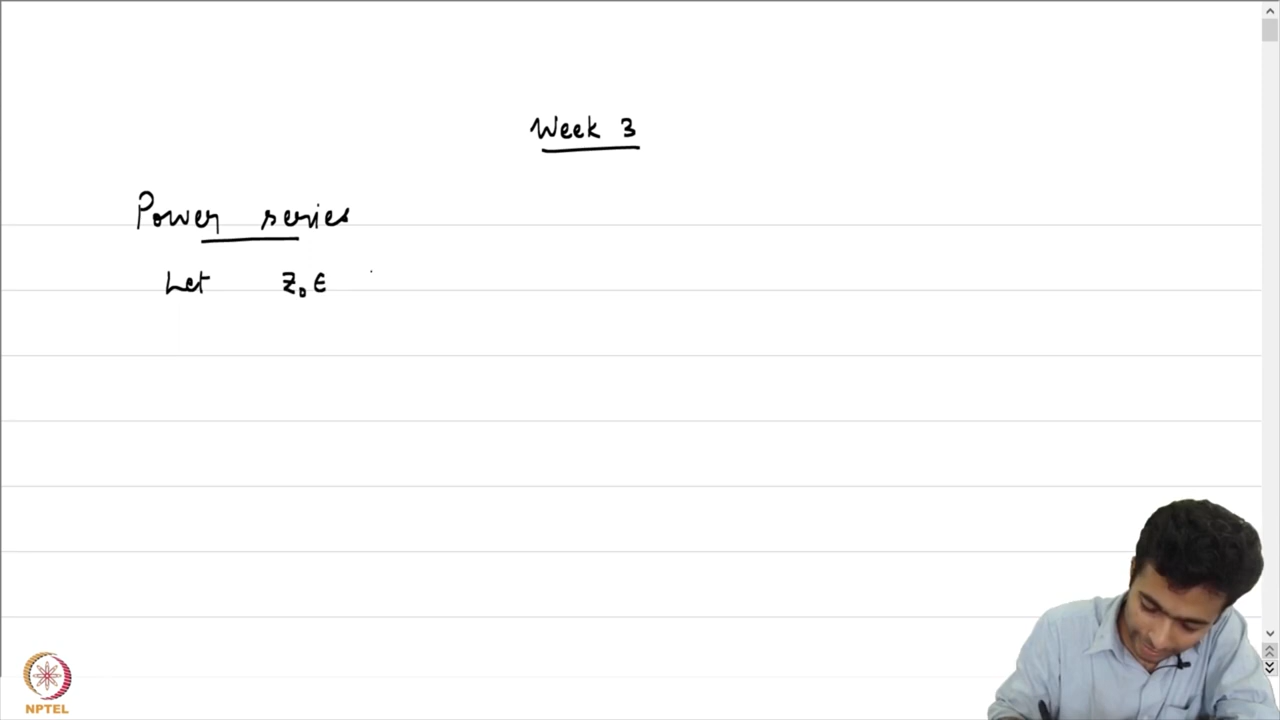 Week 3
Power series
Let z₀ ∈
NPTEL